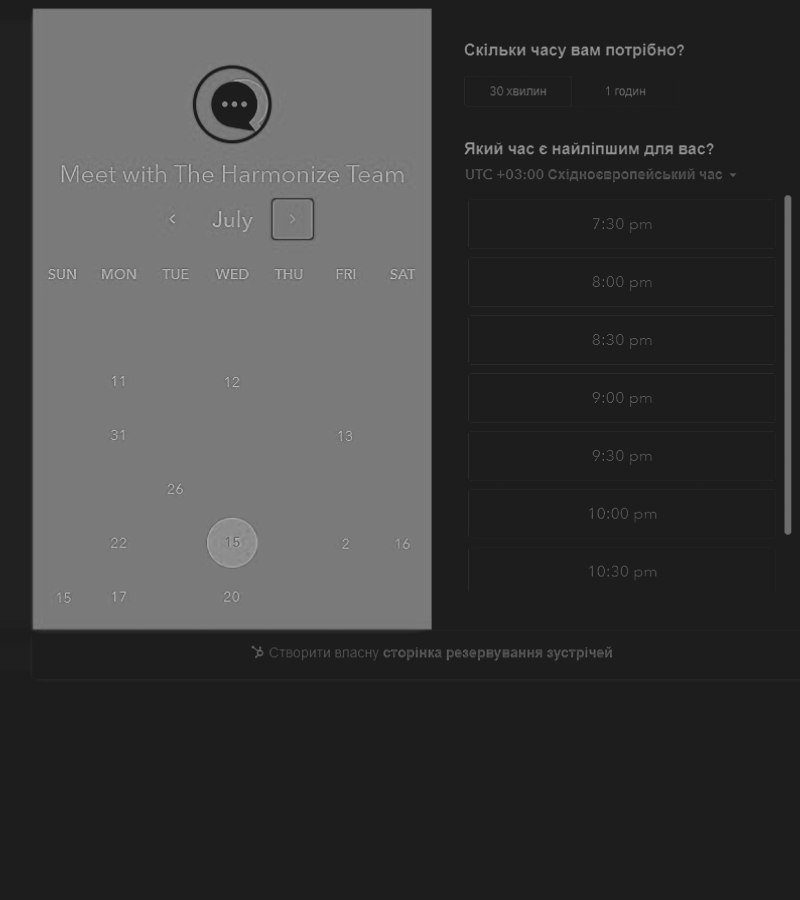 Meet with The Harmonize Team
July
SUN MON TUE WED THU FRI SAT
11 12
31 13
26
22 15 2 16
15 17 20
Скільки часу вам потрібно?
30 хвилин 1 годин
Який час є найліпшим для вас?
UTC +03:00 Східноєвропейський час
7:30 pm
8:00 pm
8:30 pm
9:00 pm
9:30 pm
10:00 pm
10:30 pm
Створити власну сторінка резервування зустрічей